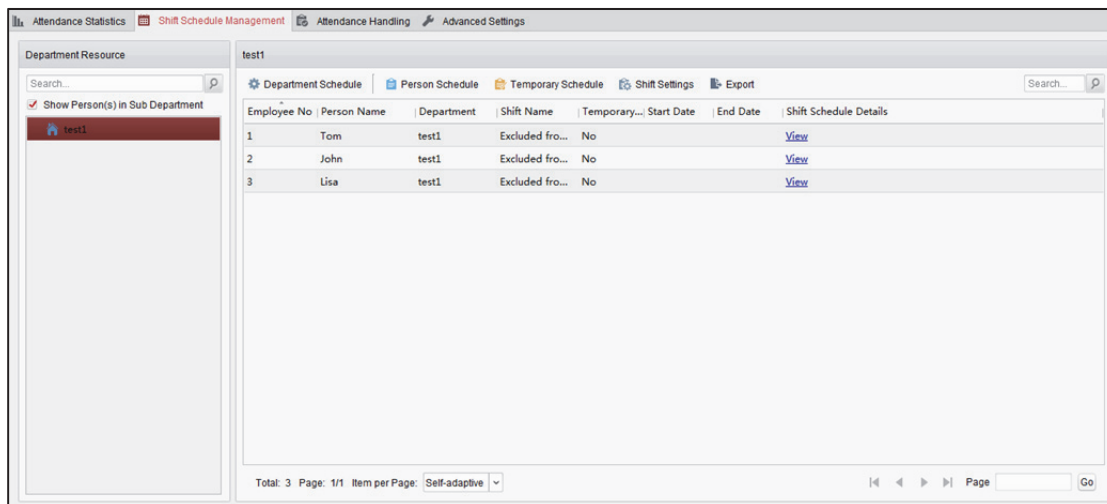 Attendance Statistics Shift Schedule Management Attendance Handling Advanced Settings
Department Resource
Search...
Show Person(s) in Sub Department
test1
test1
Department Schedule Person Schedule Temporary Schedule Shift Settings Export Search...
Employee No Person Name Department Shift Name Temporary... Start Date End Date Shift Schedule Details
1 Tom test1 Excluded fro... No View
2 John test1 Excluded fro... No View
3 Lisa test1 Excluded fro... No View
Total: 3 Page: 1/1 Item per Page: Self-adaptive Page Go